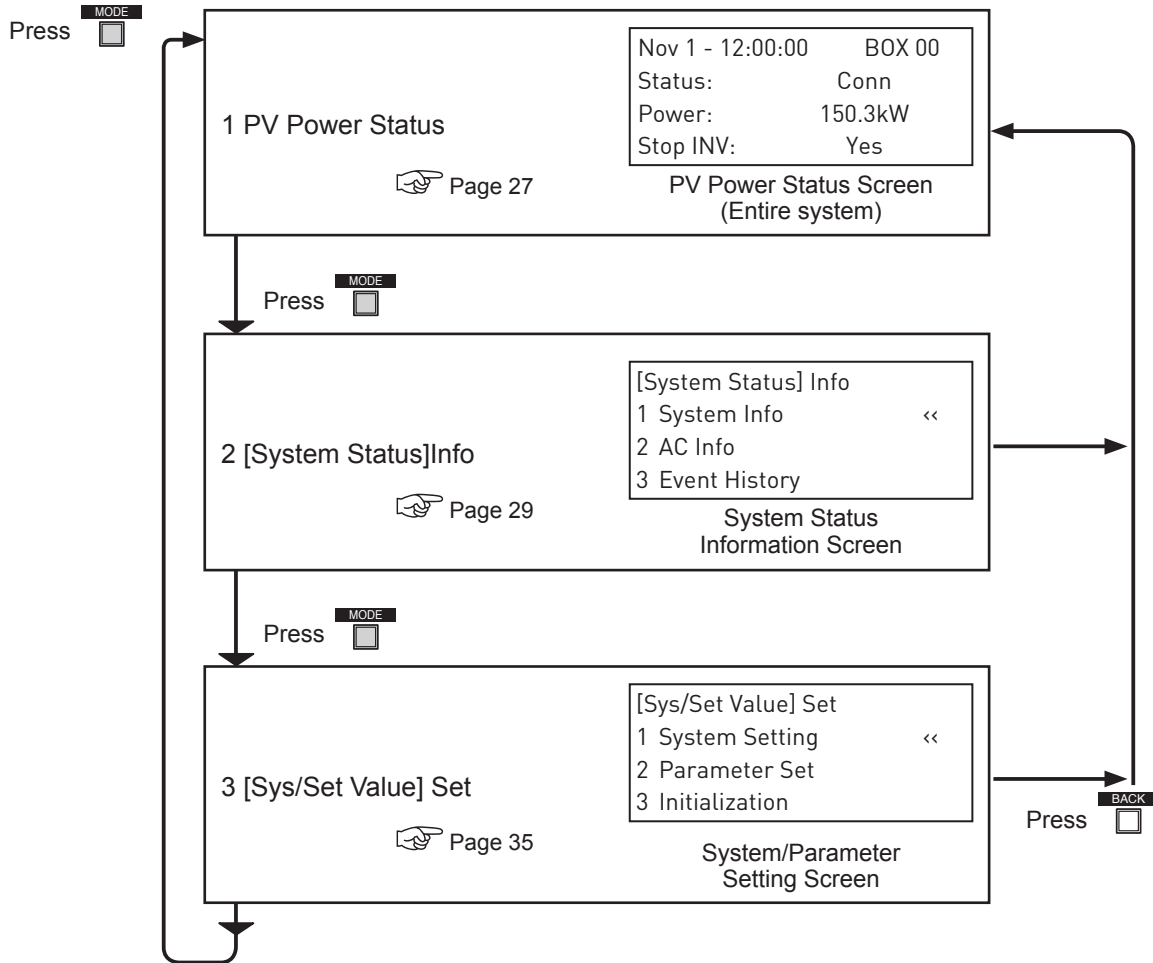 MODE
Press
1 PV Power Status
Page 27
Nov 1 - 12:00:00 BOX 00
Status: Conn
Power: 150.3kW
Stop INV: Yes
PV Power Status Screen
(Entire system)
MODE
Press
2 [System Status]Info
Page 29
[System Status] Info
1 System Info ‹‹
2 AC Info
3 Event History
System Status
Information Screen
MODE
Press
3 [Sys/Set Value] Set
Page 35
[Sys/Set Value] Set
1 System Setting ‹‹
2 Parameter Set
3 Initialization
System/Parameter
Setting Screen
BACK
Press